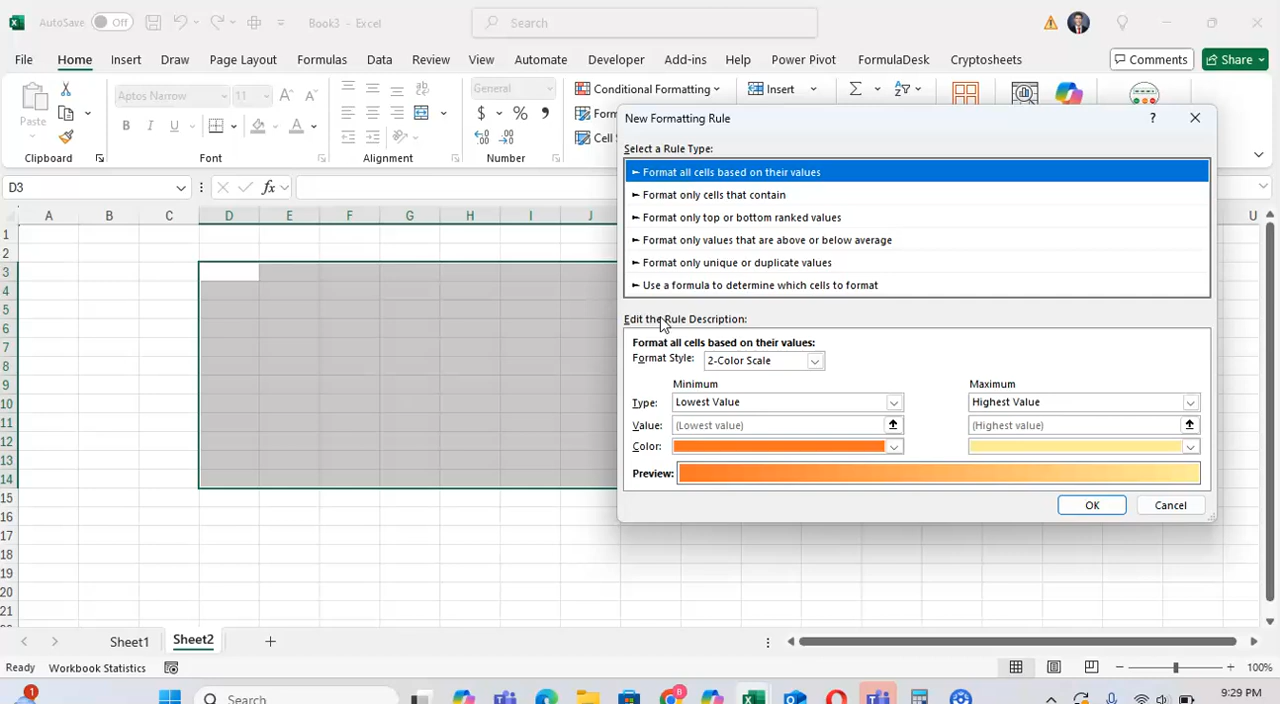 AutoSave Off Book3 - Excel Search
File Home Insert Draw Page Layout Formulas Data Review View Automate Developer Add-ins Help Power Pivot FormulaDesk Cryptosheets Comments Share
Paste Aptos Narrow 11 A A ab General Conditional Formatting Insert
B I U A $ % , Form
Cell
Clipboard Font Alignment Number
D3 fx
A B C D E F G H I J U
1
2
3
4
5
6
7
8
9
10
11
12
13
14
15
16
17
18
19
20
21
New Formatting Rule ?
Select a Rule Type:
► Format all cells based on their values
► Format only cells that contain
► Format only top or bottom ranked values
► Format only values that are above or below average
► Format only unique or duplicate values
► Use a formula to determine which cells to format
Edit the Rule Description:
Format all cells based on their values:
Format Style: 2-Color Scale
Minimum Maximum
Type: Lowest Value Highest Value
Value: (Lowest value) (Highest value)
Color:
Preview:
OK Cancel
Sheet1 Sheet2 +
Ready Workbook Statistics 100%
1 Search 8 9:29 PM